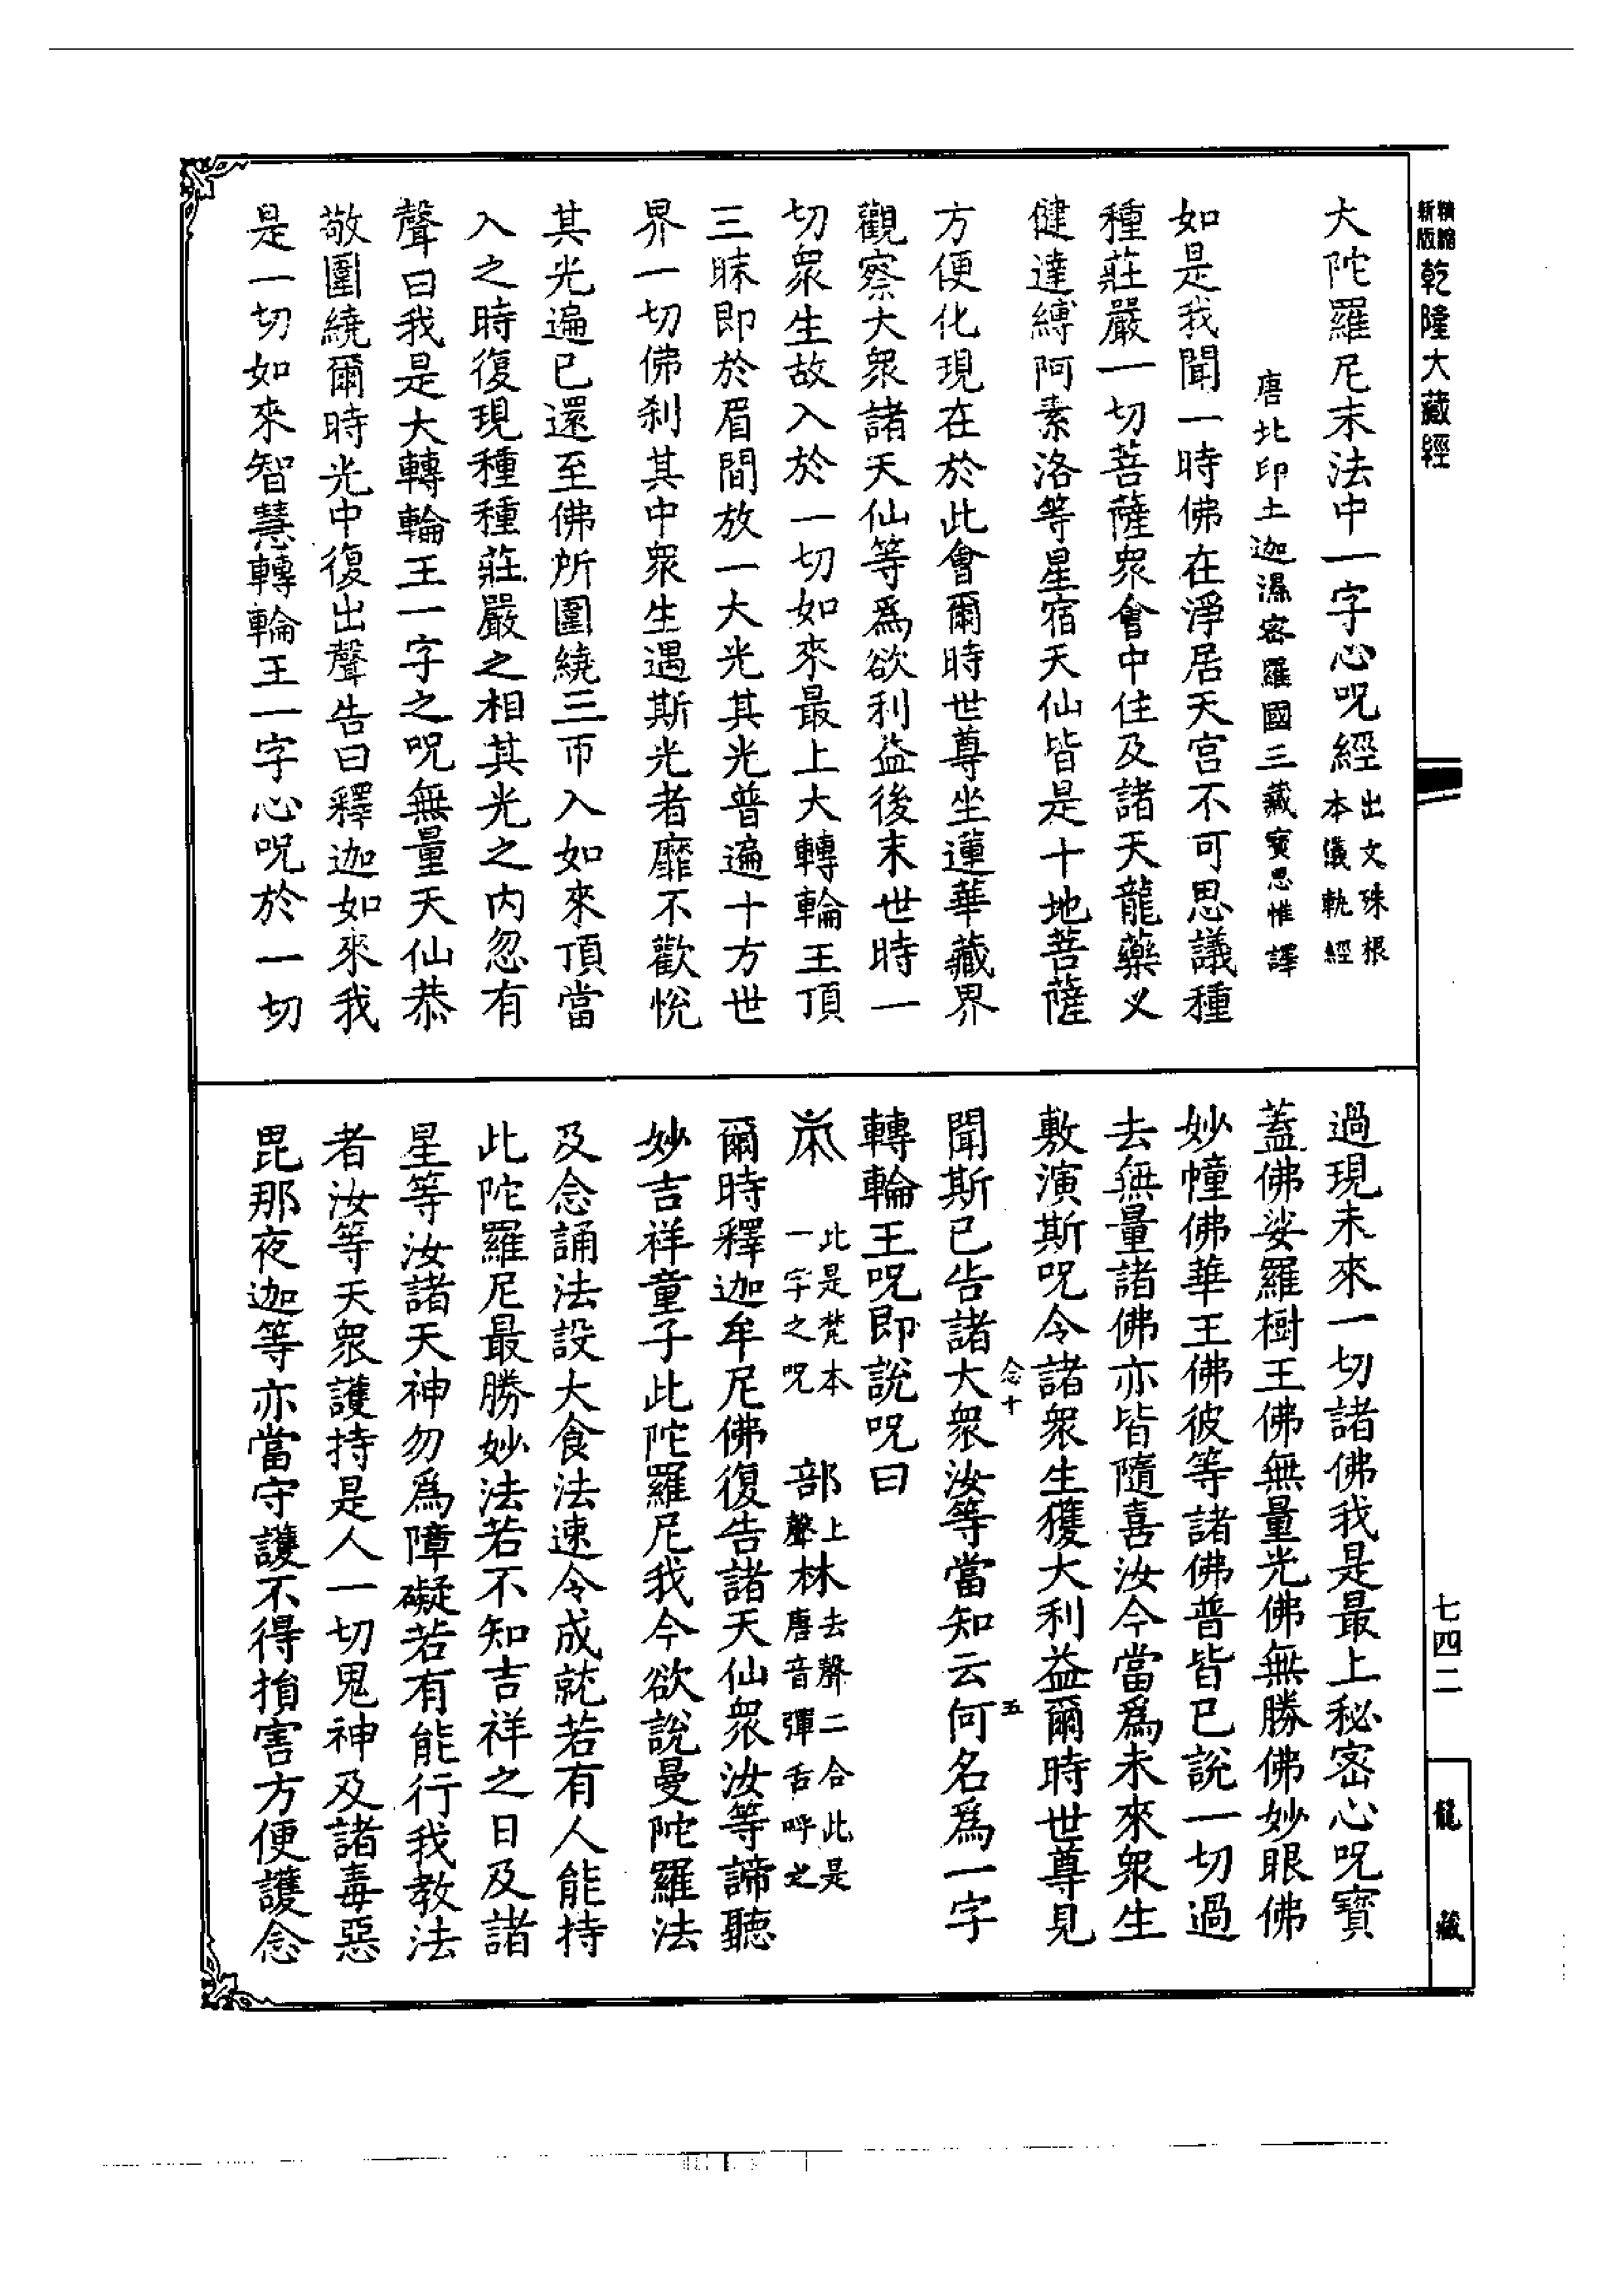 新版 精縮 乾隆大藏經
大陀羅尼末法中一字心呪經出文殊根本儀軌經
唐北印土迦濕密羅國三藏寶思惟譯
如是我聞一時佛在淨居天宮不可思議種
種莊嚴一切菩薩衆會中住及諸天龍藥义
健達縛阿素洛等星宿天仙皆是十地菩薩
方便化現在於此會爾時世尊坐蓮華藏界
觀察大衆諸天仙等爲欲利益後末世時一
切衆生故入於一切如來最上大轉輪王頂
三昧即於眉間放一大光其光普遍十方世
界一切佛刹其中衆生遇斯光者靡不歡悅
其光遍已還至佛所圍繞三帀入如來頂當
入之時復現種種莊嚴之相其光之內忽有
聲曰我是大轉輪王一字之呪無量天仙恭
敬圍繞爾時光中復出聲告曰釋迦如來我
是一切如來智慧轉輪王一字心呪於一切
過現未來一切諸佛我是最上秘密心呪寶
蓋佛娑羅樹王佛無量光佛無勝佛妙眼佛
妙幢佛華王佛彼等諸佛普皆已說一切過
去無量諸佛亦皆隨喜汝今當爲未來衆生
敷演斯呪令諸衆生獲大利益爾時世尊見
念十 五
聞斯已告諸大衆汝等當知云何名爲一字
轉輪王呪即說呪曰
此是梵本一字之呪 部上聲林去聲二合此是唐音彈舌呼之
爾時釋迦牟尼佛復告諸天仙衆汝等諦聽
妙吉祥童子此陀羅尼我今欲說曼陀羅法
及念誦法設大食法速令成就若有人能持
此陀羅尼最勝妙法若不知吉祥之日及諸
星等汝諸天神勿爲障礙若有能行我教法
者汝等天衆護持是人一切鬼神及諸毒惡
毘那夜迦等亦當守護不得損害方便護念
七四二
龍藏